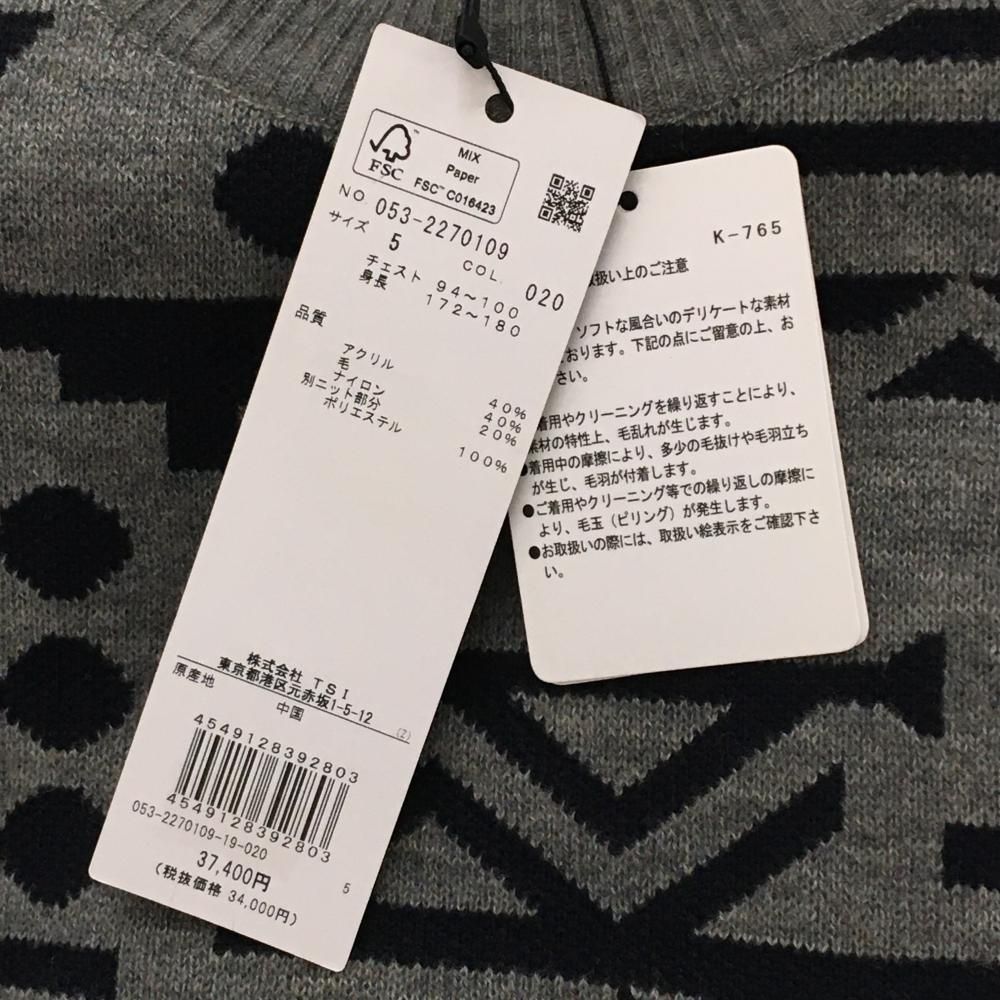 FSC
MIX
Paper
FSC™ C016423
NO. 053-2270109
サイズ 5 COL. 020
チェスト 94～100
身長 172～180
品質
アクリル 40%
毛 40%
ナイロン 20%
別ニット部分
ポリエステル 100%
株式会社 TSI
東京都港区元赤坂1-5-12
原産地 中国
(Z)
4549128392803
4549128392803
053-2270109-19-020
37,400円
(税抜価格 34,000円)
5
K-765
扱い上のご注意
ソフトな風合いのデリケートな素材
おります。下記の点にご留意の上、お
さい。
着用やクリーニングを繰り返すことにより、
素材の特性上、毛乱れが生じます。
●着用中の摩擦により、多少の毛抜けや毛羽立ち
が生じ、毛羽が付着します。
●ご着用やクリーニング等での繰り返しの摩擦に
より、毛玉（ピリング）が発生します。
●お取扱いの際には、取扱い絵表示をご確認下さ
い。